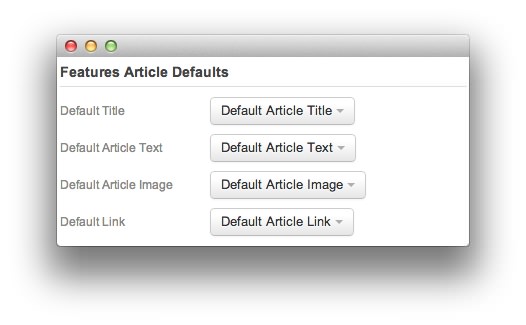 Features Article Defaults
Default Title Default Article Title
Default Article Text Default Article Text
Default Article Image Default Article Image
Default Link Default Article Link